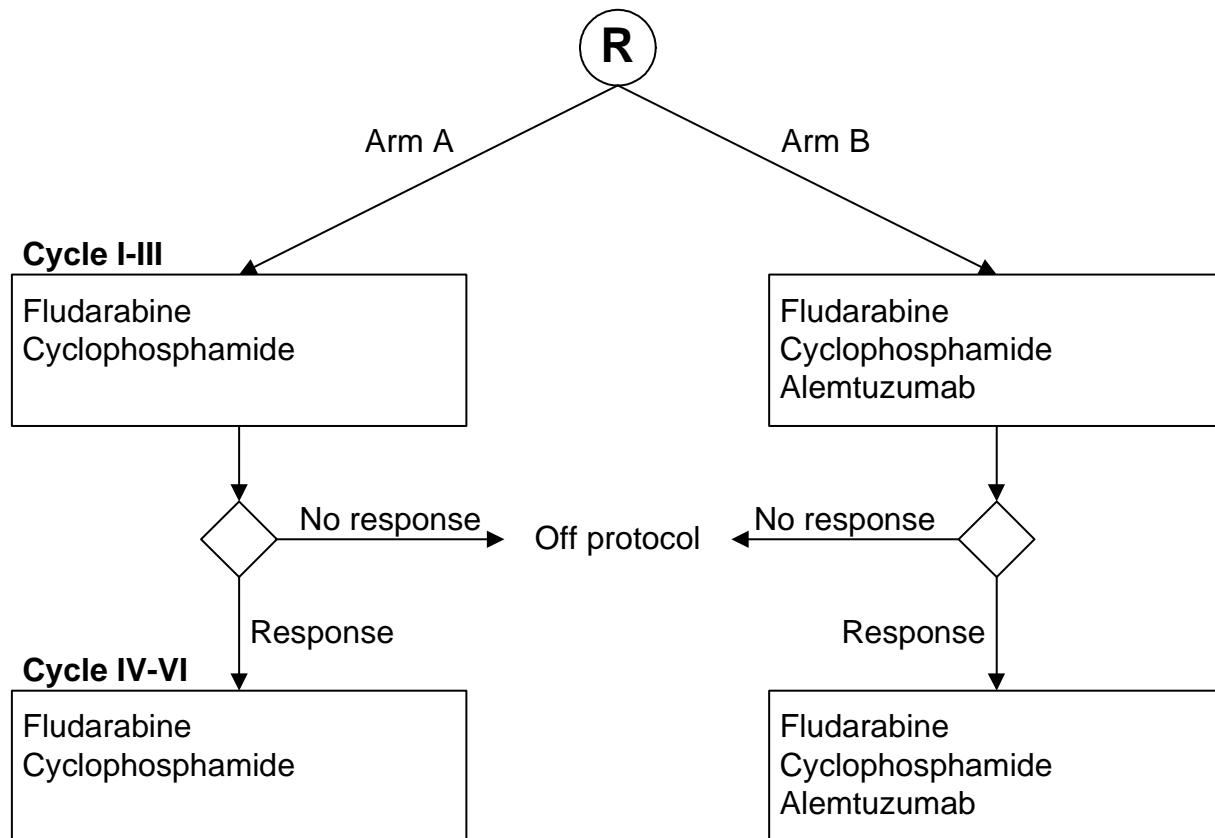 R
Arm A
Arm B
Cycle I-III
Fludarabine
Cyclophosphamide
Fludarabine
Cyclophosphamide
Alemtuzumab
No response
Off protocol
No response
Response
Response
Cycle IV-VI
Fludarabine
Cyclophosphamide
Fludarabine
Cyclophosphamide
Alemtuzumab